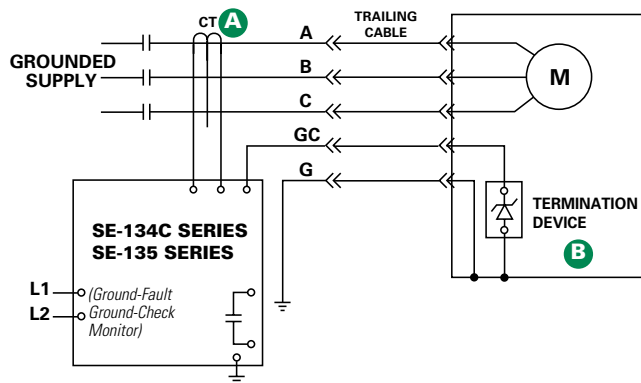 CT
A
A
TRAILING
CABLE
GROUNDED
SUPPLY
B
C
M
GC
G
SE-134C SERIES
SE-135 SERIES
TERMINATION
DEVICE
B
L1
L2
(Ground-Fault
Ground-Check
Monitor)